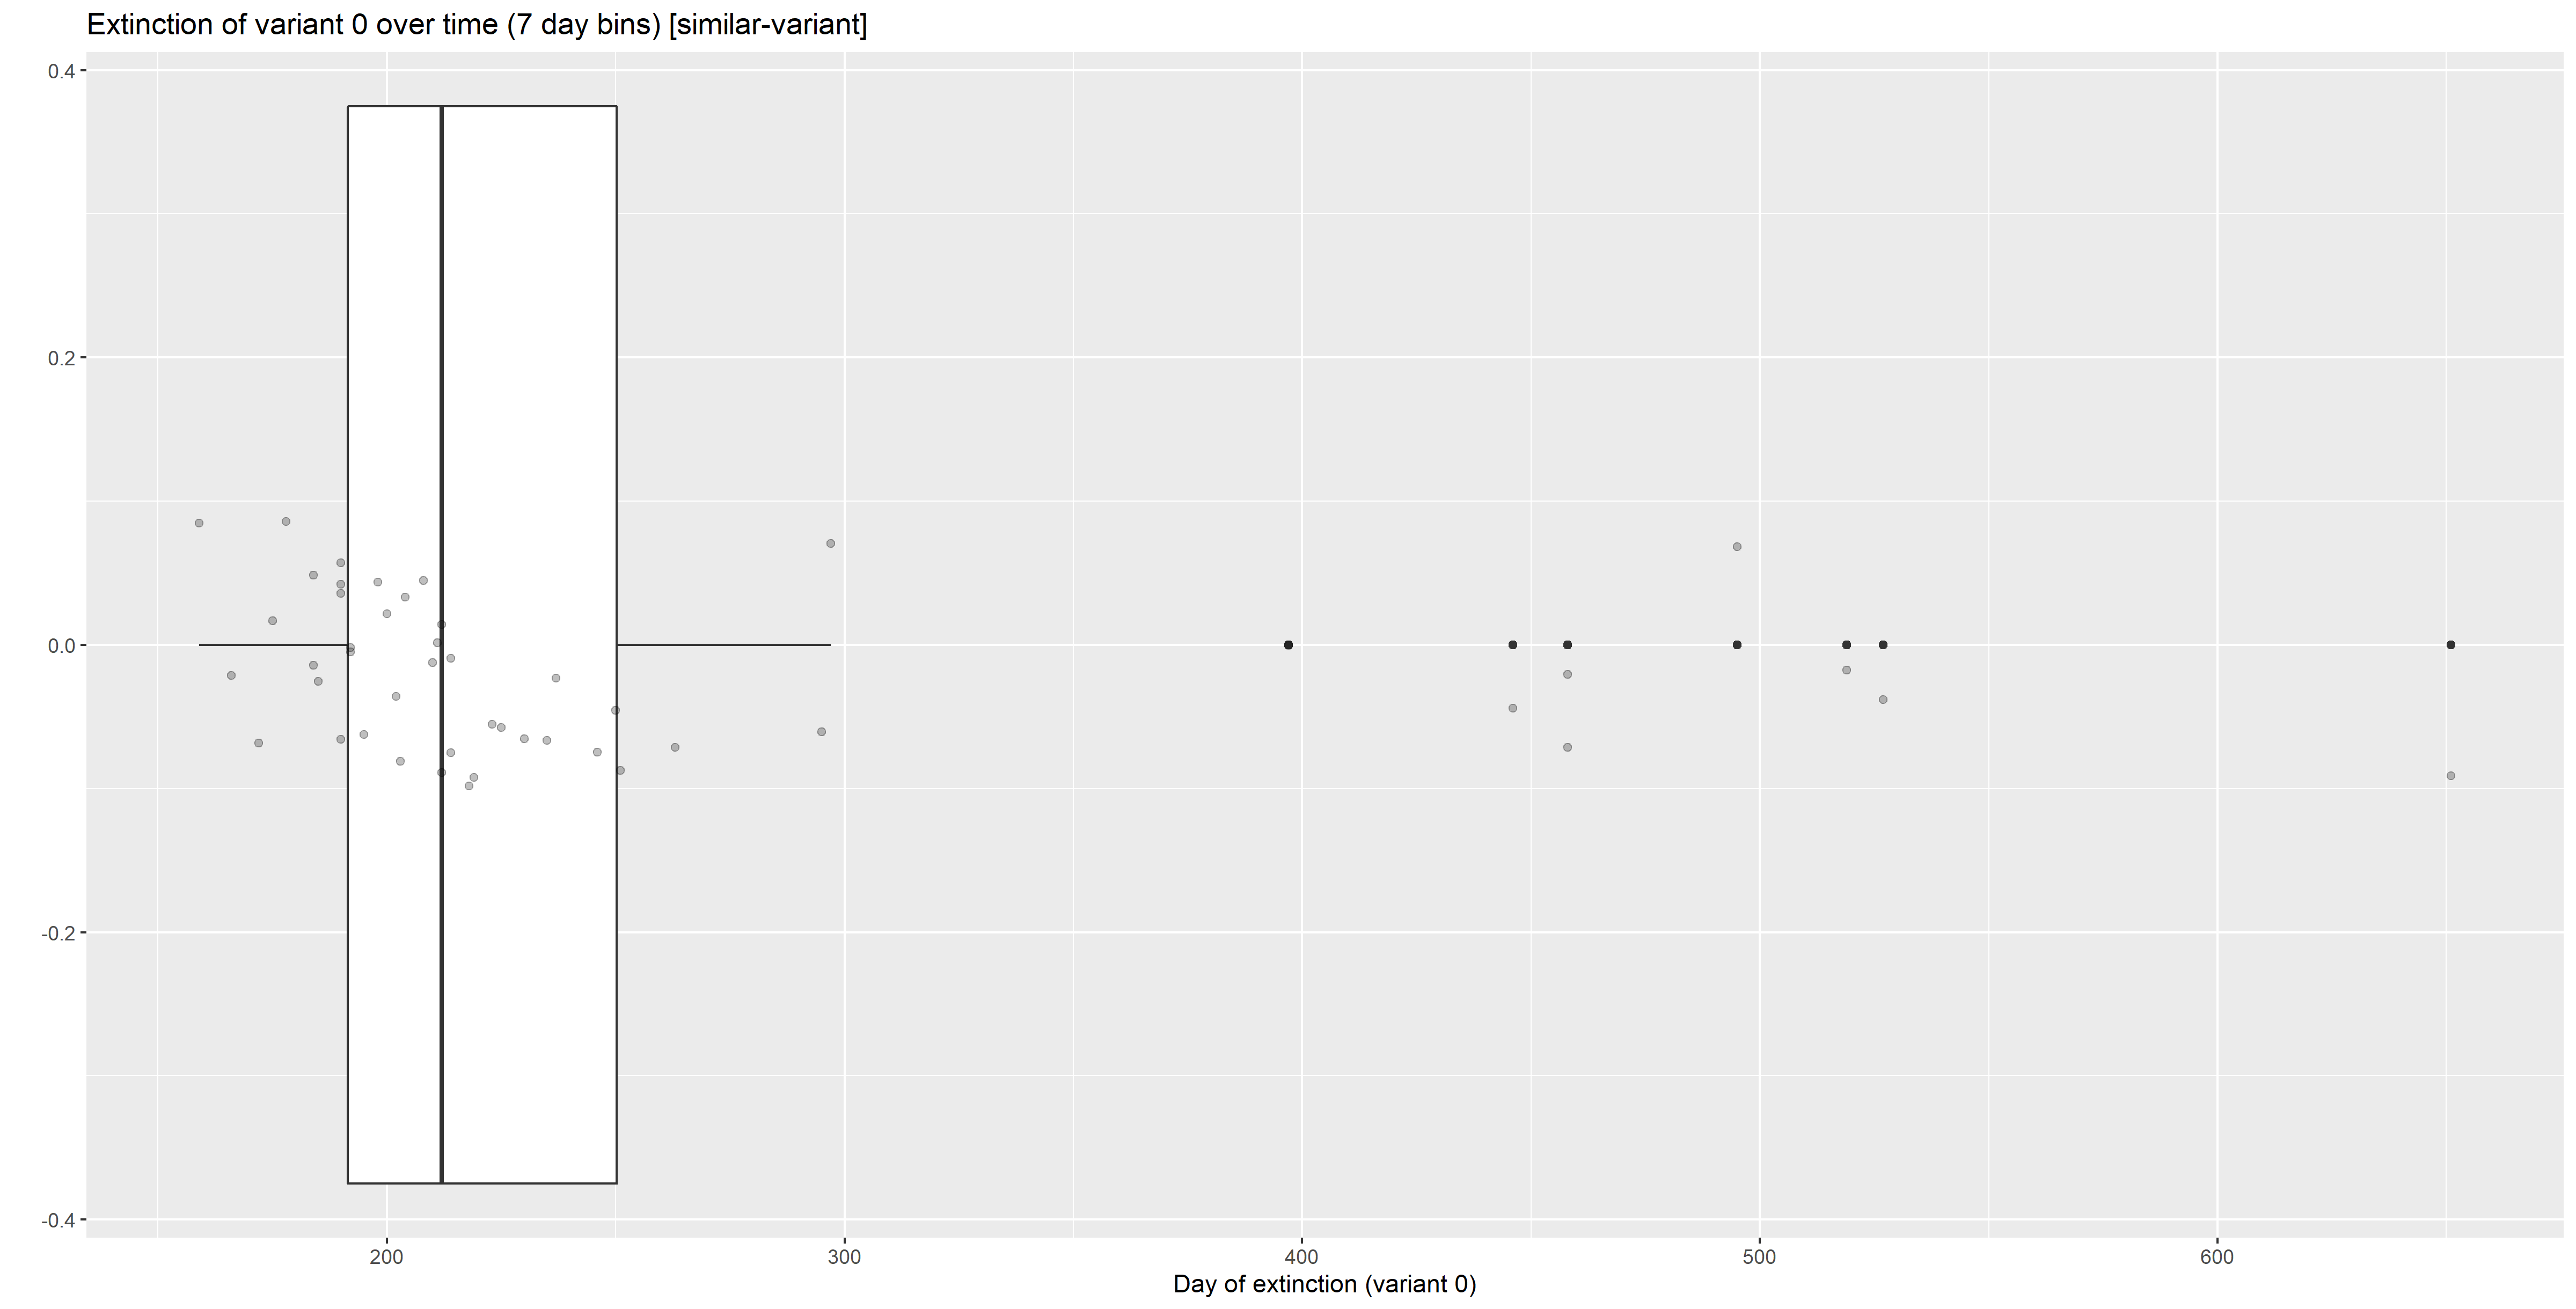 Extinction of variant 0 over time (7 day bins) [similar-variant]
0.4
0.2
0.0
-0.2
-0.4
200 300 400 500 600
Day of extinction (variant 0)